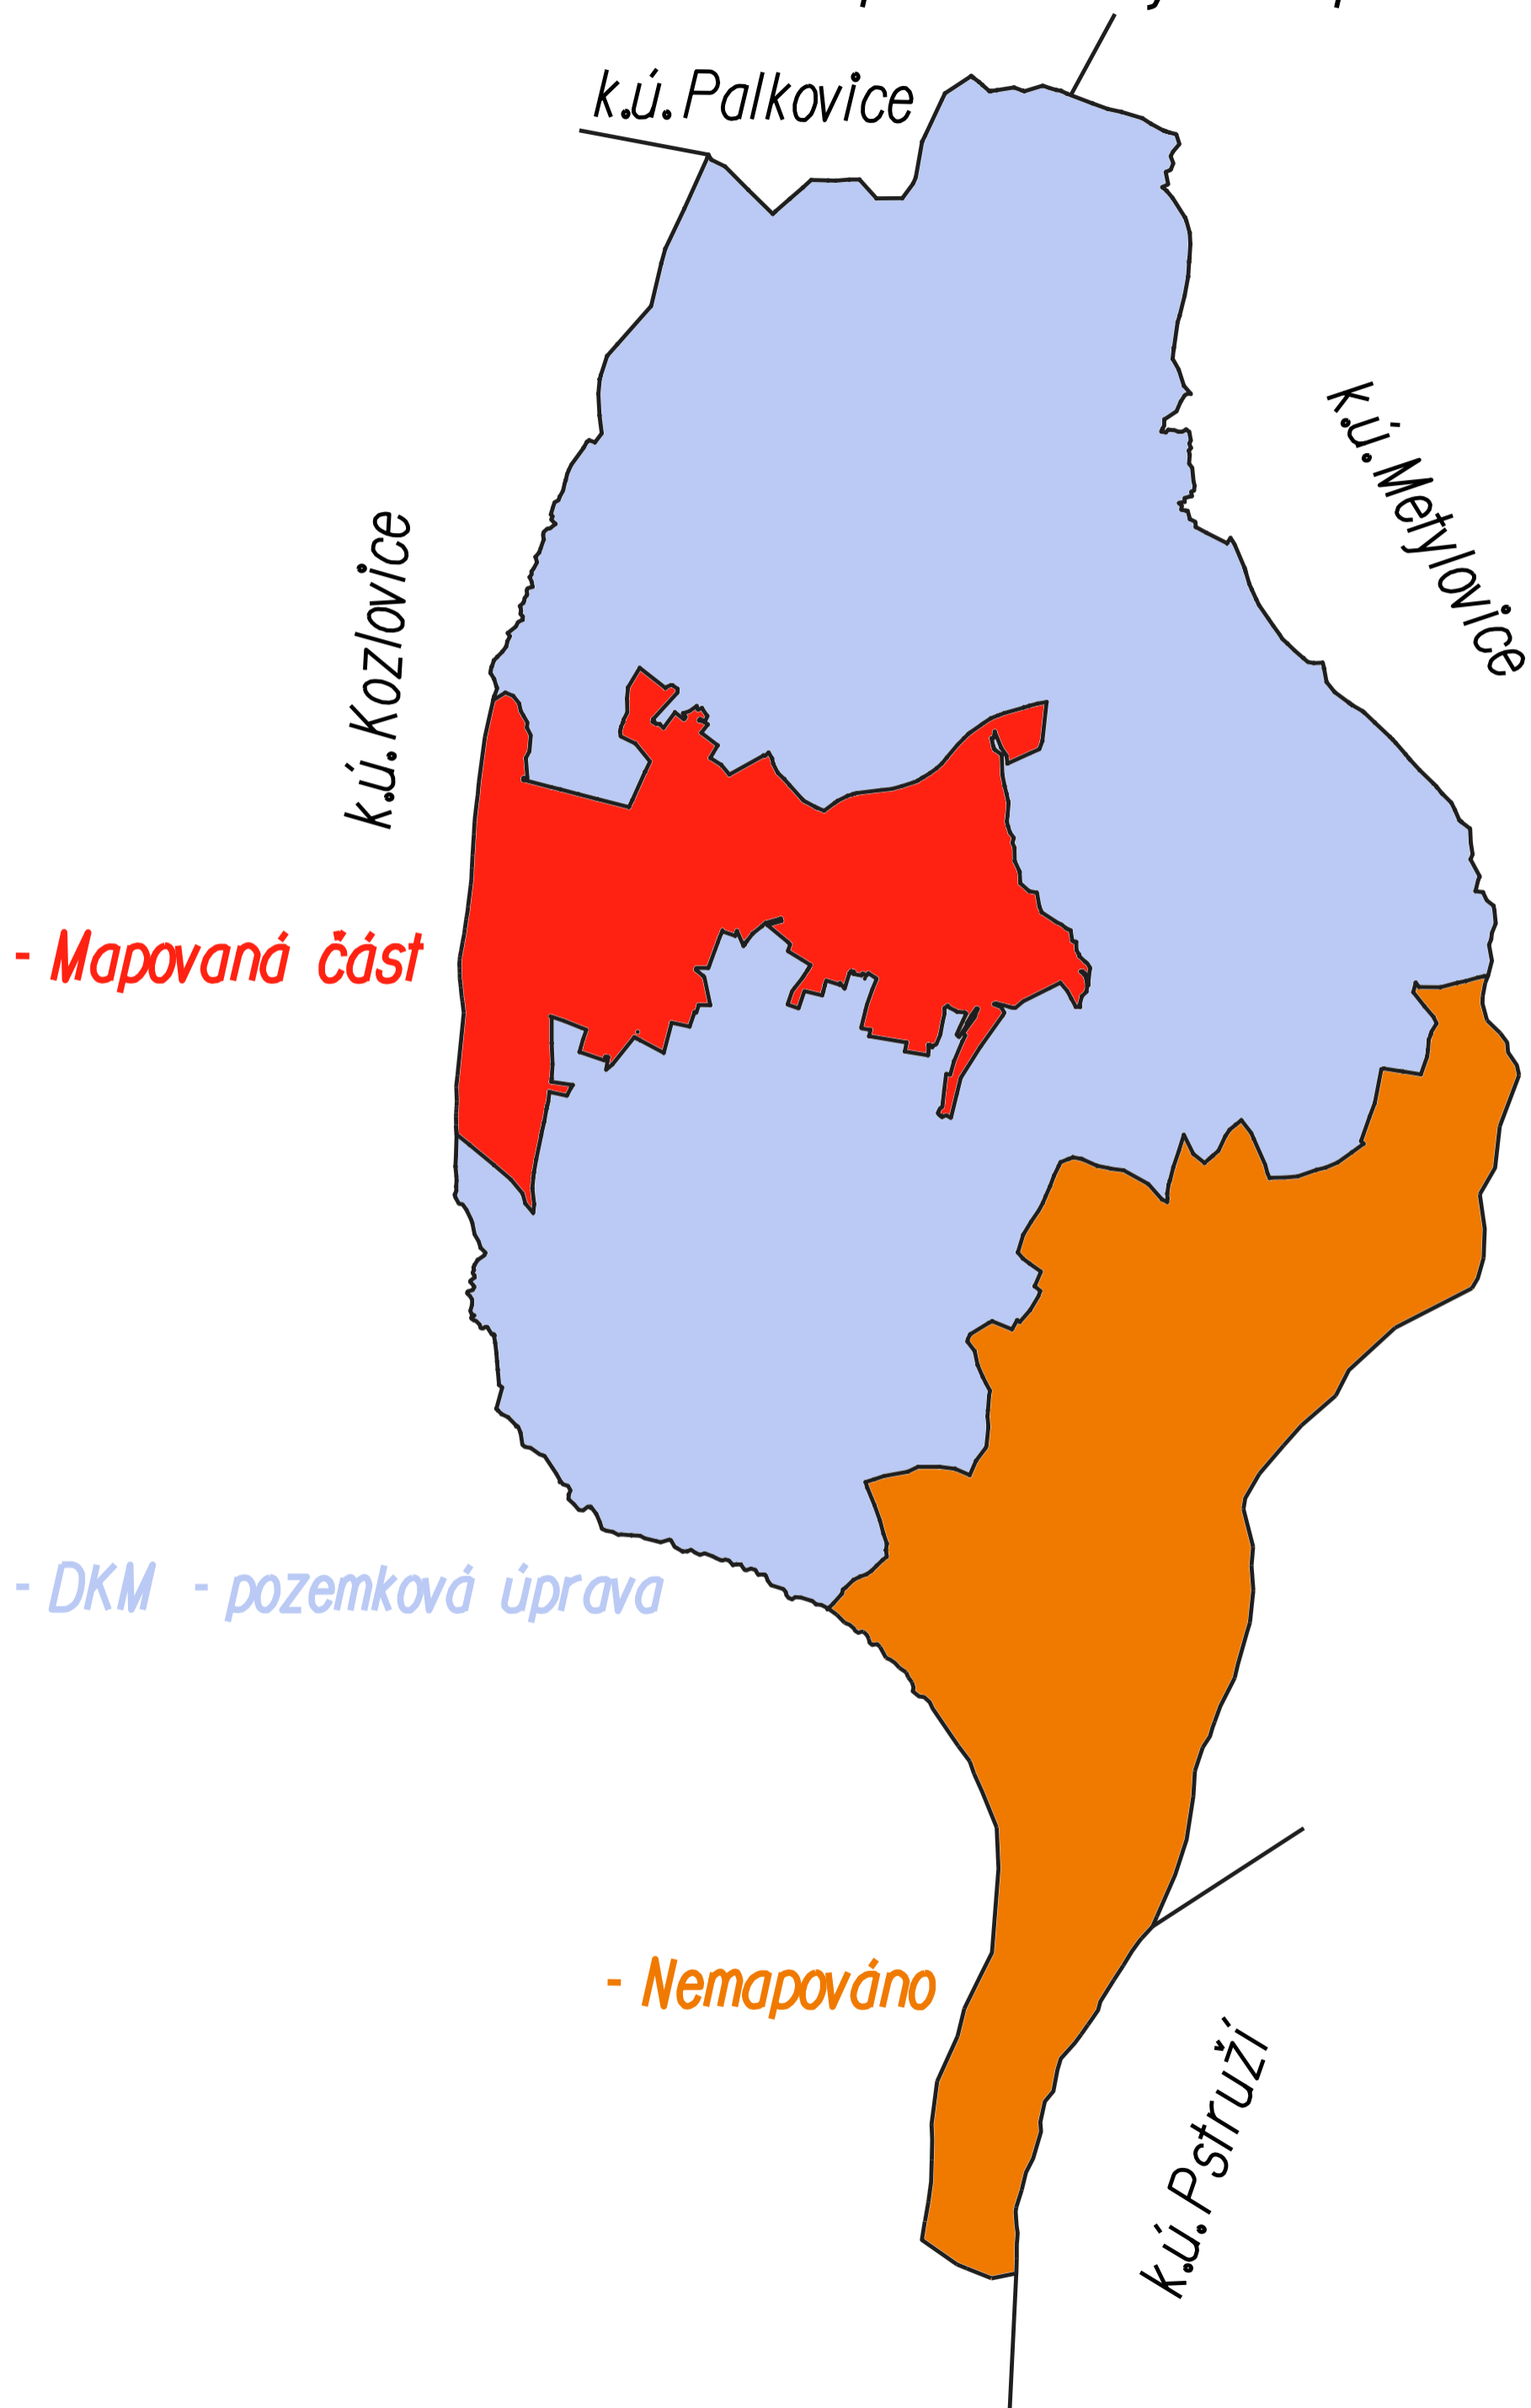 k.ú.Palkovice
k.ú.Metylovice
k.ú.Kozlovice
- Mapovaná část
- DKM - pozemková úprava
- Nemapováno
k.ú.Pstruží